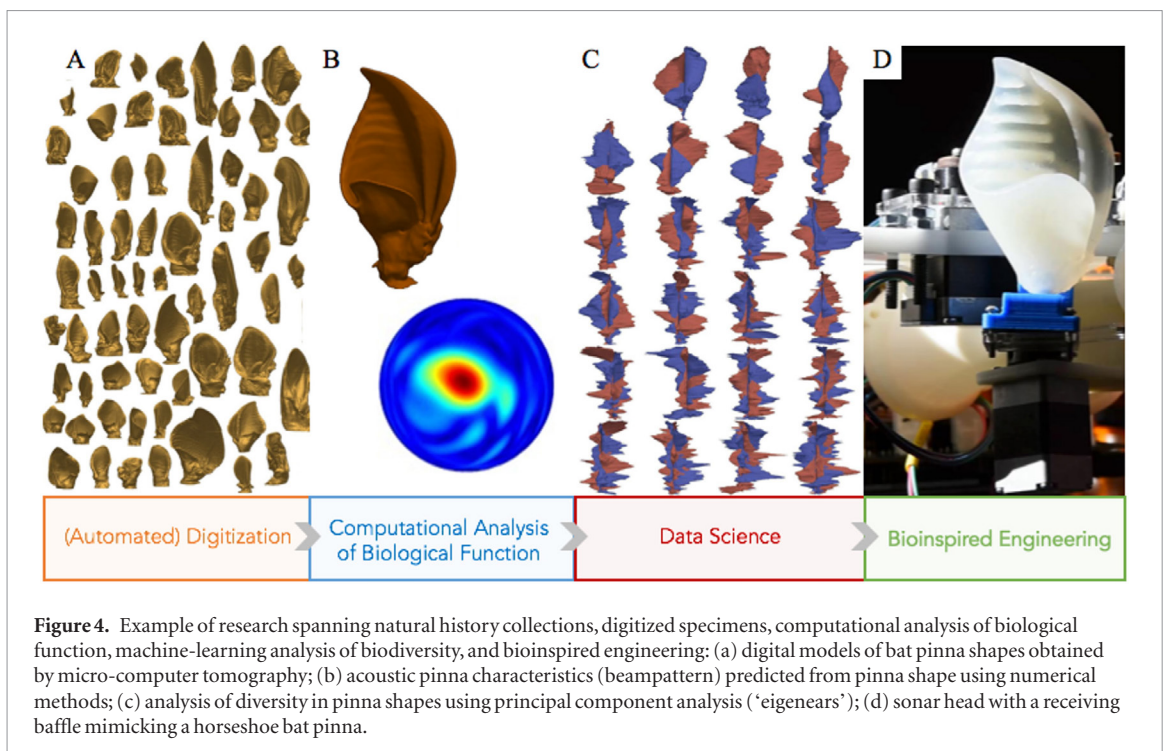 A
B
C
D
(Automated) Digitization
Computational Analysis
of Biological Function
Data Science
Bioinspired Engineering
Figure 4. Example of research spanning natural history collections, digitized specimens, computational analysis of biological
function, machine-learning analysis of biodiversity, and bioinspired engineering: (a) digital models of bat pinna shapes obtained
by micro-computer tomography; (b) acoustic pinna characteristics (beampattern) predicted from pinna shape using numerical
methods; (c) analysis of diversity in pinna shapes using principal component analysis (‘eigenears’); (d) sonar head with a receiving
baffle mimicking a horseshoe bat pinna.